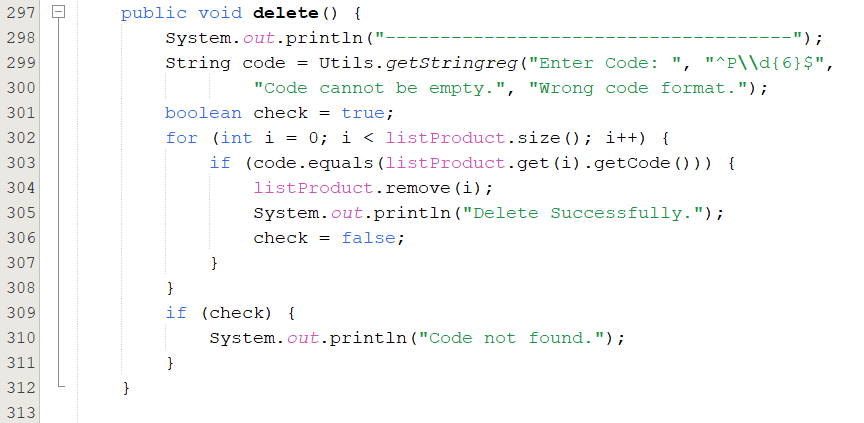 297 public void delete() {
298 System.out.println("-------------------------------------");
299 String code = Utils.getStringreg("Enter Code: ", "^P\\d{6}$",
300 "Code cannot be empty.", "Wrong code format.");
301 boolean check = true;
302 for (int i = 0; i < listProduct.size(); i++) {
303 if (code.equals(listProduct.get(i).getCode())) {
304 listProduct.remove(i);
305 System.out.println("Delete Successfully.");
306 check = false;
307 }
308 }
309 if (check) {
310 System.out.println("Code not found.");
311 }
312 }
313